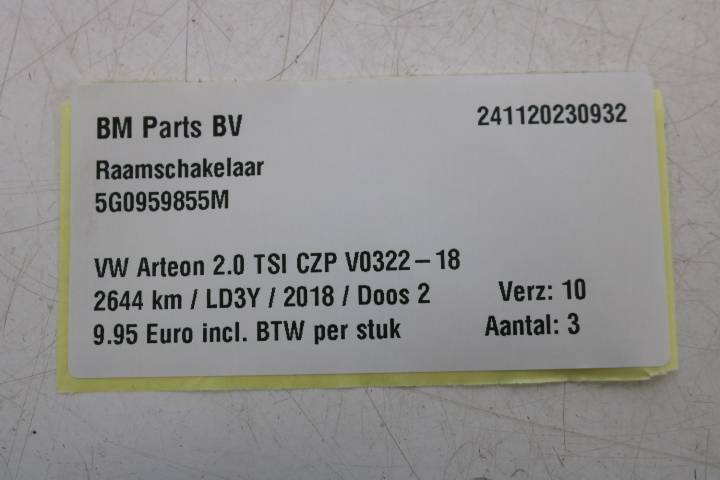 BM Parts BV 241120230932
Raamschakelaar
5G0959855M
VW Arteon 2.0 TSI CZP V0322-18
2644 km / LD3Y / 2018 / Doos 2 Verz: 10
9.95 Euro incl. BTW per stuk Aantal: 3